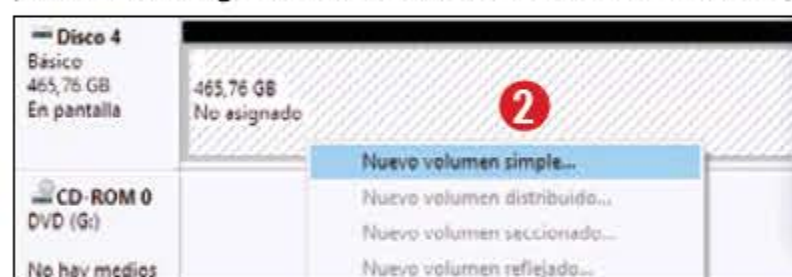 Disco 4
Básico
465,76 GB
En pantalla
465,76 GB
No asignado
2
Nuevo volumen simple...
Nuevo volumen distribuido...
Nuevo volumen seccionado...
Nuevo volumen reflejado...
CD-ROM 0
DVD (G:)
No hay medios